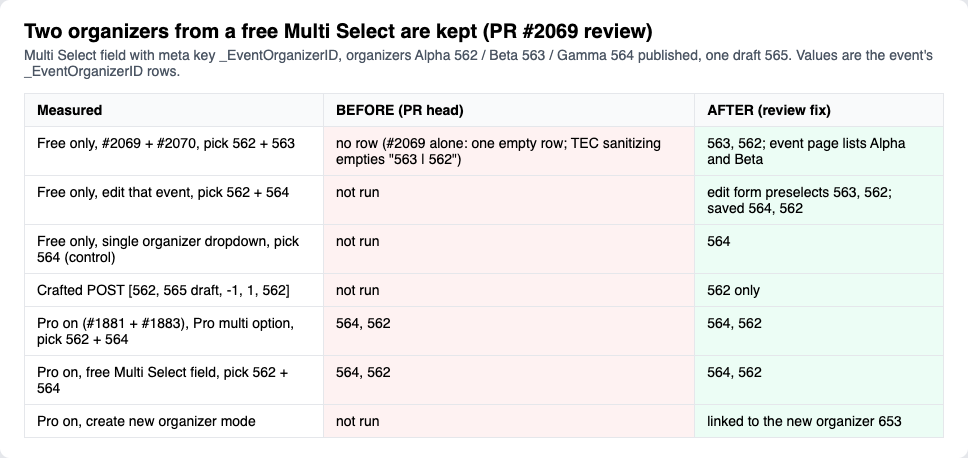 Two organizers from a free Multi Select are kept (PR #2069 review)
Multi Select field with meta key _EventOrganizerID, organizers Alpha 562 / Beta 563 / Gamma 564 published, one draft 565. Values are the event's
_EventOrganizerID rows.
Measured
BEFORE (PR head)
AFTER (review fix)
Free only, #2069 + #2070, pick 562 + 563
no row (#2069 alone: one empty row; TEC sanitizing
empties "563 | 562")
563, 562; event page lists Alpha
and Beta
Free only, edit that event, pick 562 + 564
not run
edit form preselects 563, 562;
saved 564, 562
Free only, single organizer dropdown, pick
564 (control)
not run
564
Crafted POST [562, 565 draft, -1, 1, 562]
not run
562 only
Pro on (#1881 + #1883), Pro multi option,
pick 562 + 564
564, 562
564, 562
Pro on, free Multi Select field, pick 562 +
564
564, 562
564, 562
Pro on, create new organizer mode
not run
linked to the new organizer 653